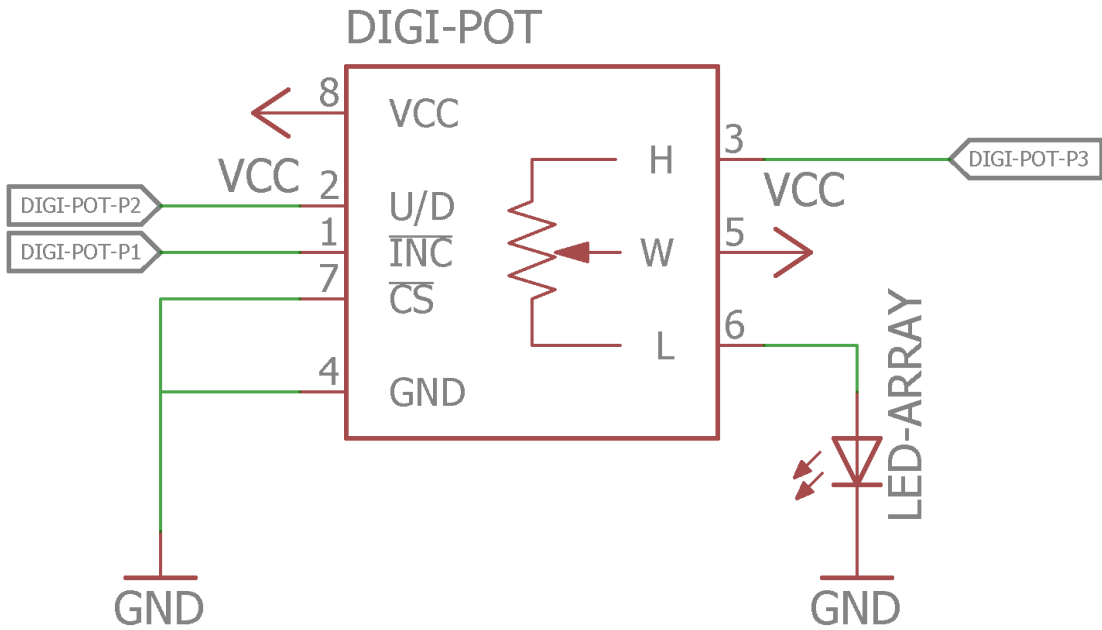 DIGI-POT
8
VCC
VCC
3
H
DIGI-POT-P3
VCC
DIGI-POT-P2
2
U/D
DIGI-POT-P1
1
INC
5
W
7
CS
6
L
4
GND
LED-ARRAY
GND
GND